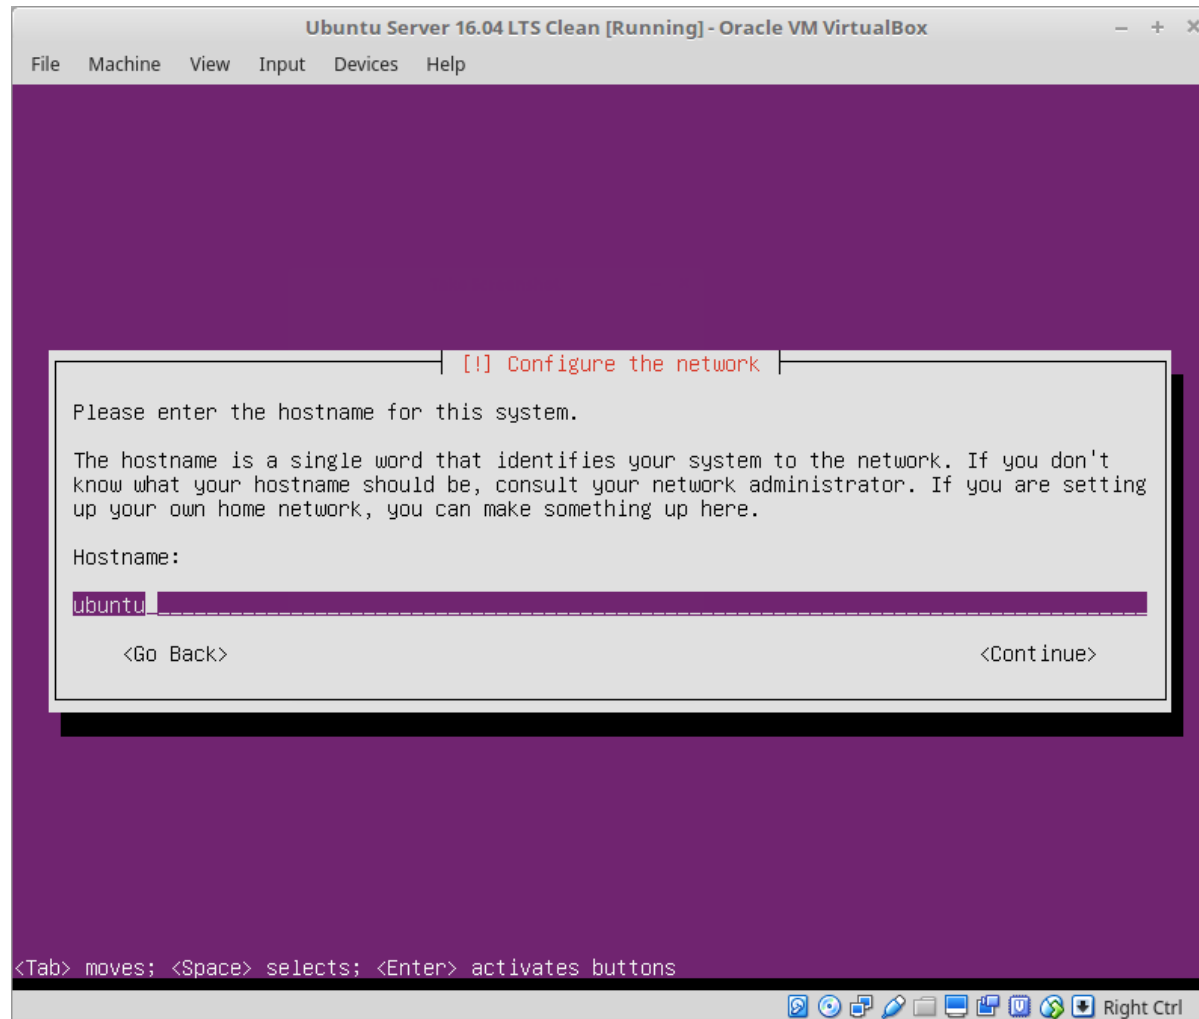 Ubuntu Server 16.04 LTS Clean [Running] - Oracle VM VirtualBox
File Machine View Input Devices Help
[!] Configure the network
Please enter the hostname for this system.
The hostname is a single word that identifies your system to the network. If you don't
know what your hostname should be, consult your network administrator. If you are setting
up your own home network, you can make something up here.
Hostname:
ubuntu
<Go Back> <Continue>
<Tab> moves; <Space> selects; <Enter> activates buttons
Right Ctrl